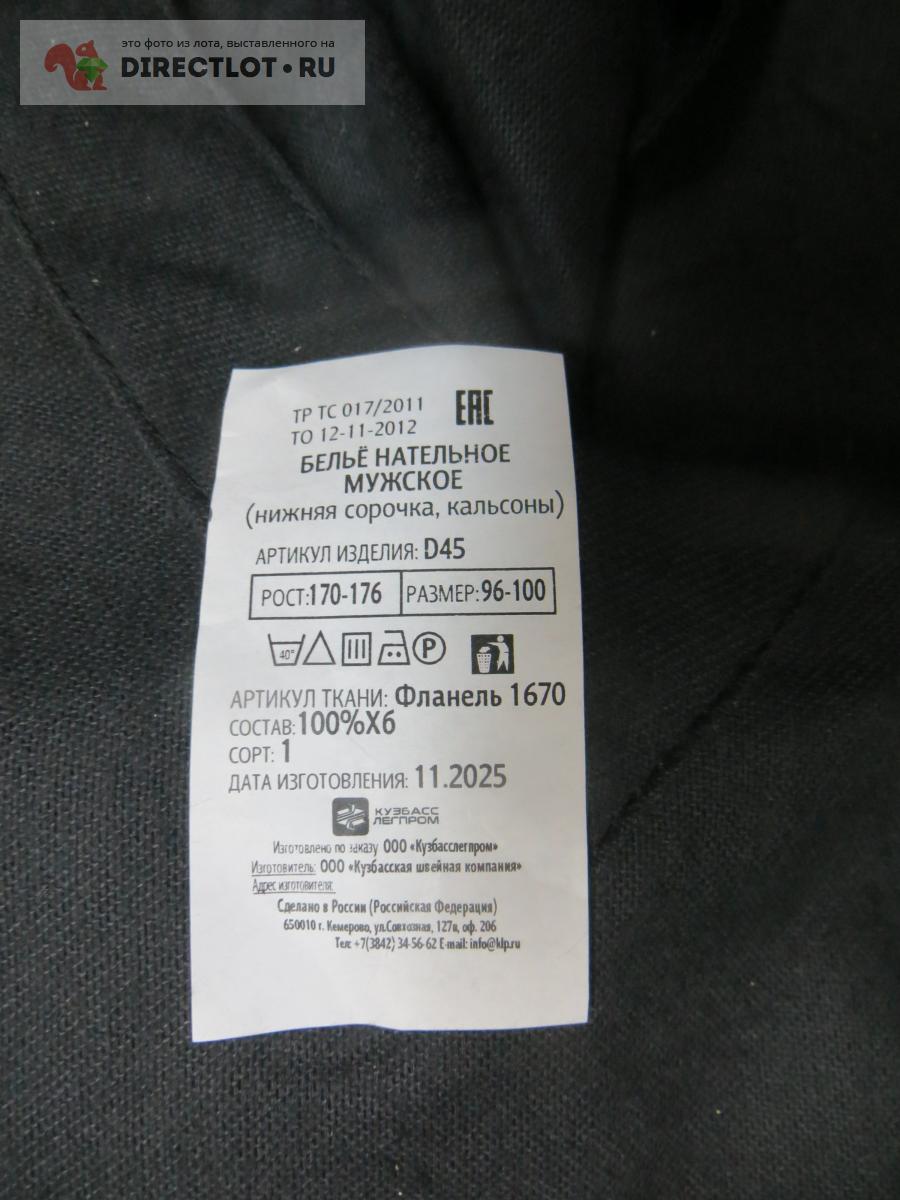 это фото из лота, выставленного на
DIRECTLOT.RU
ТР ТС 017/2011
ТО 12-11-2012
ЕАС
БЕЛЬЁ НАТЕЛЬНОЕ
МУЖСКОЕ
(нижняя сорочка, кальсоны)
АРТИКУЛ ИЗДЕЛИЯ: D45
РОСТ:170-176 РАЗМЕР:96-100
40° P
АРТИКУЛ ТКАНИ: Фланель 1670
СОСТАВ:100%Х6
СОРТ: 1
ДАТА ИЗГОТОВЛЕНИЯ: 11.2025
КУЗБАСС
ЛЕГПРОМ
Изготовлено по заказу ООО «Кузбасслегпром»
Изготовитель: ООО «Кузбасская швейная компания»
Адрес изготовителя:
Сделано в России (Российская Федерация)
650010 г. Кемерово, ул.Совхозная, 127в, оф. 206
Тел: +7(3842) 34-56-62 E-mail: info@klp.ru